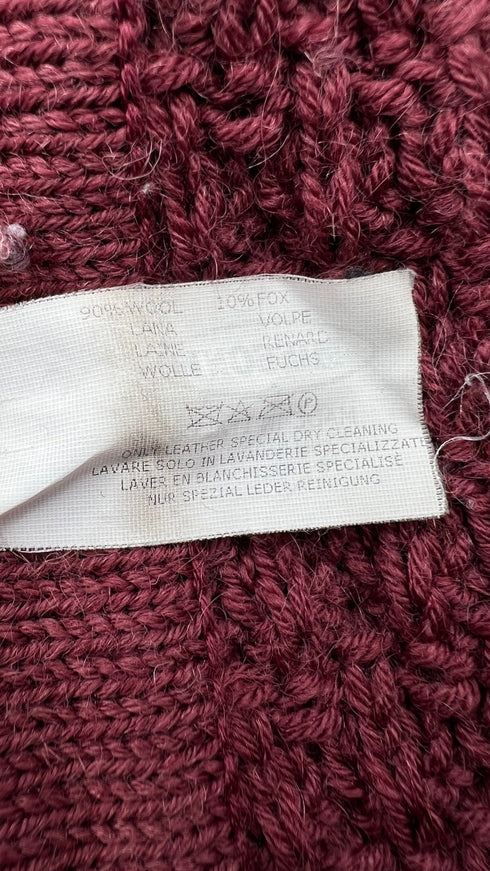 90% WOOL 10% FOX
LANA VOLPE
LAINE RENARD
WOLLE FUCHS
P
ONLY LEATHER SPECIAL DRY CLEANING
LAVARE SOLO IN LAVANDERIE SPECIALIZZATE
LAVER EN BLANCHISSERIE SPECIALISÈ
NUR SPEZIAL LEDER REINIGUNG